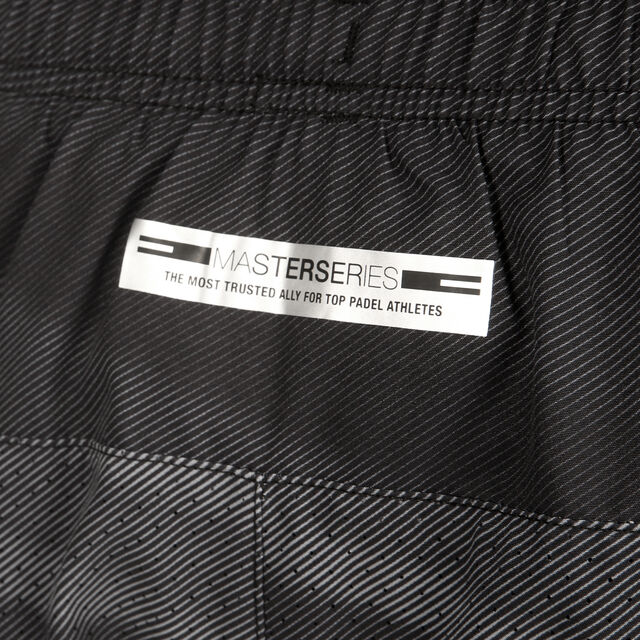 MASTERSERIES
THE MOST TRUSTED ALLY FOR TOP PADEL ATHLETES